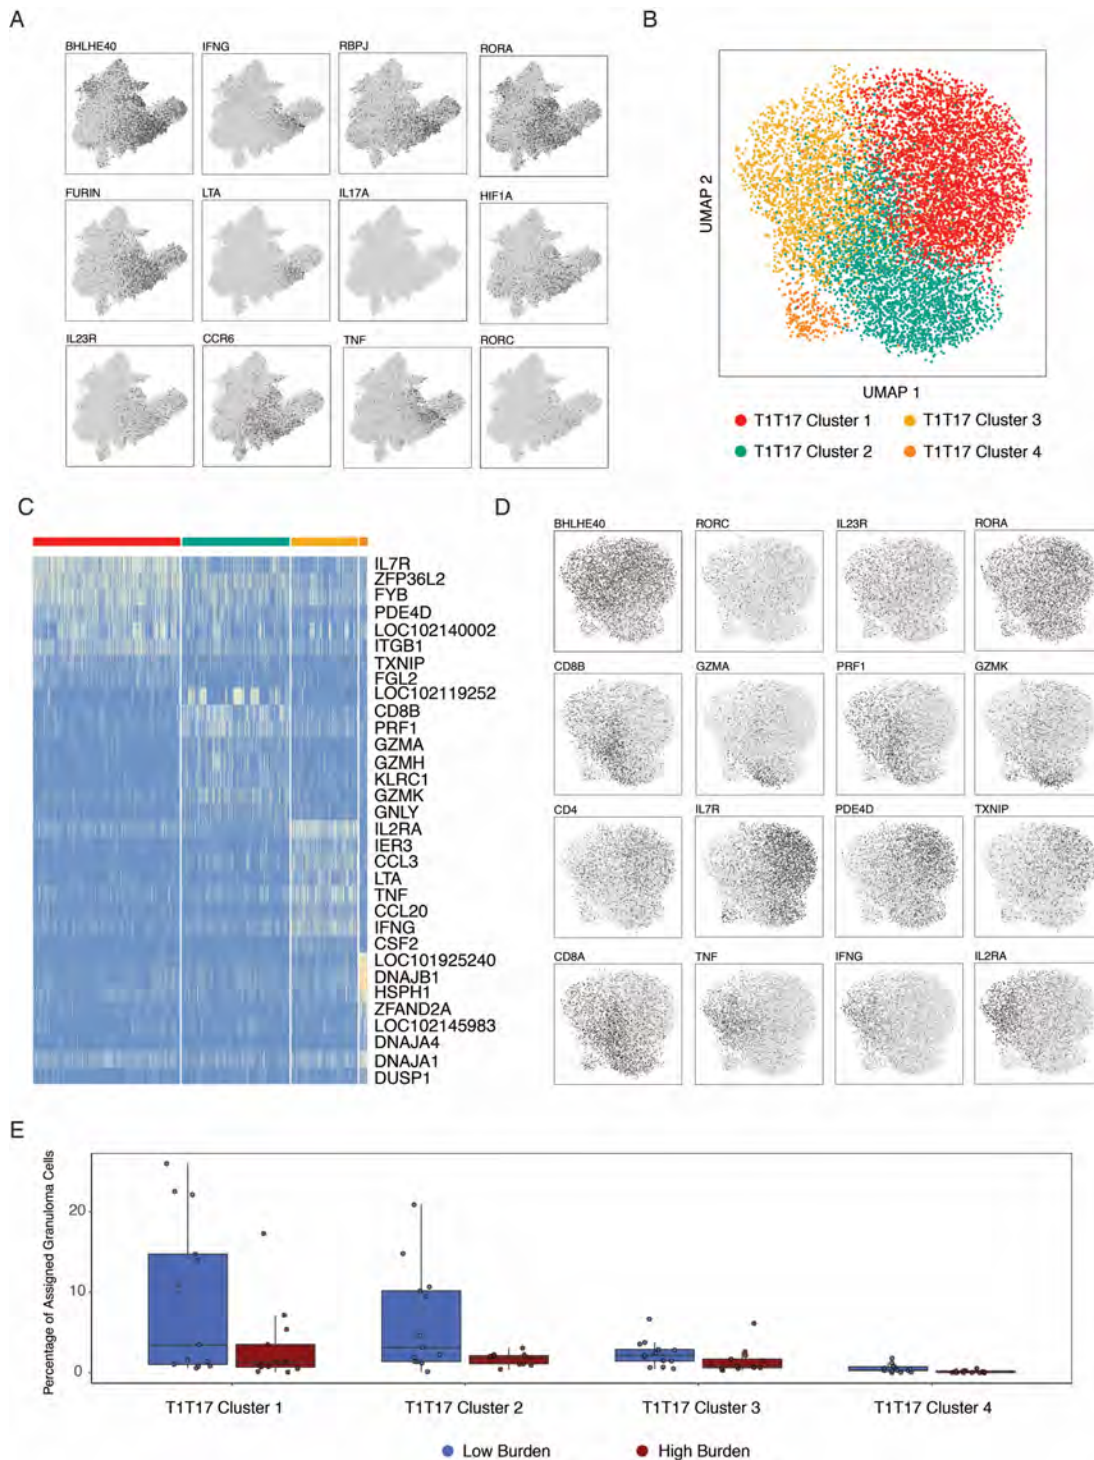 A
BHLHE40 IFNG RBPJ RORA
FURIN LTA IL17A HIF1A
IL23R CCR6 TNF RORC
B
UMAP 2
UMAP 1
T1T17 Cluster 1 T1T17 Cluster 3
T1T17 Cluster 2 T1T17 Cluster 4
C
IL7R
ZFP36L2
FYB
PDE4D
LOC102140002
ITGB1
TXNIP
FGL2
LOC102119252
CD8B
PRF1
GZMA
GZMH
KLRC1
GZMK
GNLY
IL2RA
IER3
CCL3
LTA
TNF
CCL20
IFNG
CSF2
LOC101925240
DNAJB1
HSPH1
ZFAND2A
LOC102145983
DNAJA4
DNAJA1
DUSP1
D
BHLHE40 RORC IL23R RORA
CD8B GZMA PRF1 GZMK
CD4 IL7R PDE4D TXNIP
CD8A TNF IFNG IL2RA
E
Percentage of Assigned Granuloma Cells
20
10
0
T1T17 Cluster 1 T1T17 Cluster 2 T1T17 Cluster 3 T1T17 Cluster 4
Low Burden High Burden